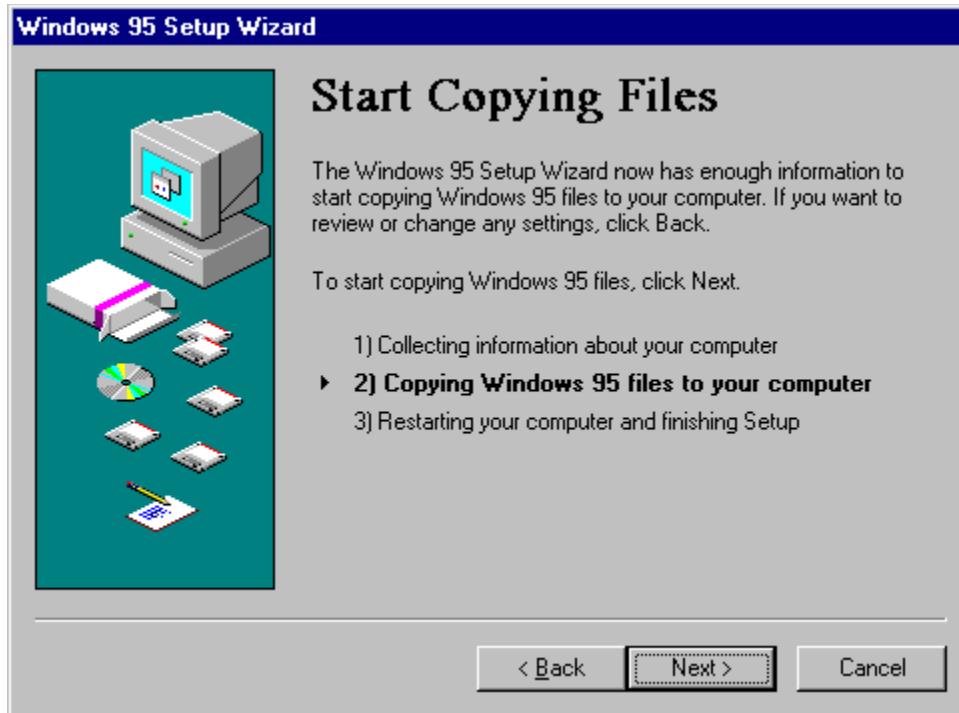 Windows 95 Setup Wizard
Start Copying Files
The Windows 95 Setup Wizard now has enough information to
start copying Windows 95 files to your computer. If you want to
review or change any settings, click Back.
To start copying Windows 95 files, click Next.
1) Collecting information about your computer
2) Copying Windows 95 files to your computer
3) Restarting your computer and finishing Setup
< Back
Next >
Cancel